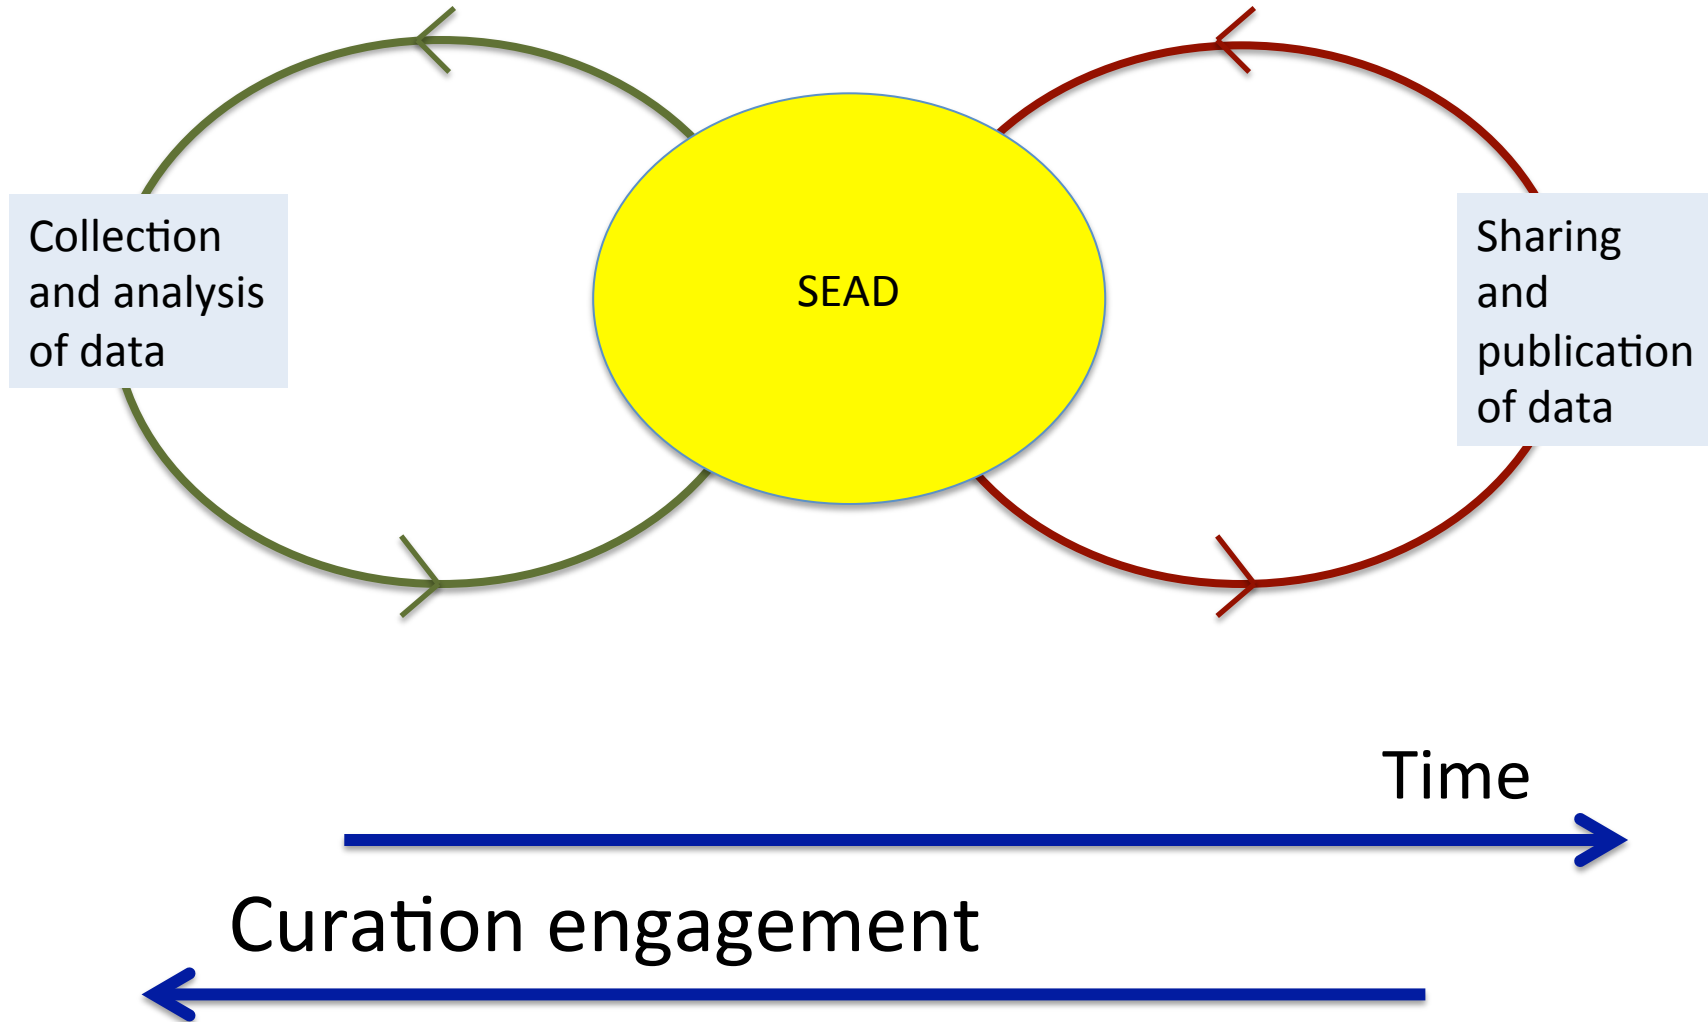 Collection
and analysis
of data
SEAD
Sharing
and
publication
of data
Time
Curation engagement